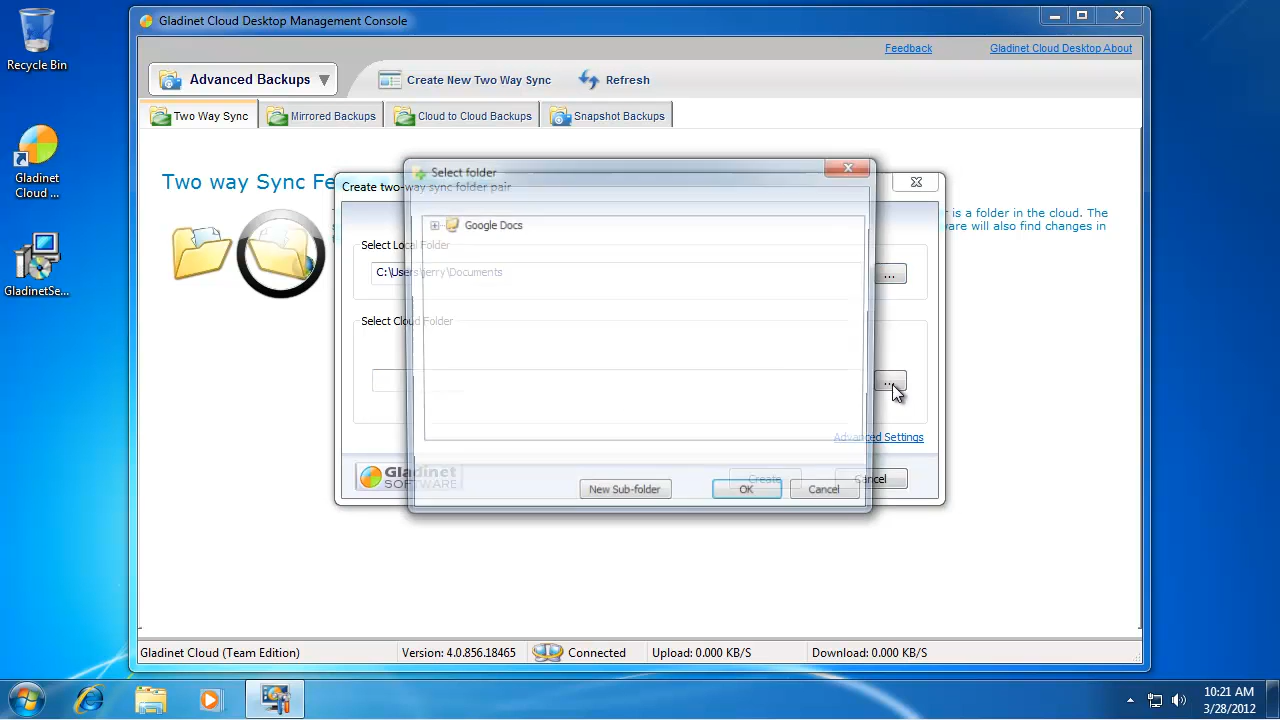 Gladinet Cloud Desktop Management Console
Recycle Bin
Feedback
Gladinet Cloud Desktop About
Advanced Backups
Create New Two Way Sync
Refresh
Two Way Sync
Mirrored Backups
Cloud to Cloud Backups
Snapshot Backups
Gladinet
Cloud ...
Two way Sync Fe
Select folder
Create two-way sync folder pair
r is a folder in the cloud. The
ware will also find changes in
Google Docs
Select Local Folder
C:\Users\jerry\Documents
...
GladinetSe...
Select Cloud Folder
...
Advanced Settings
Gladinet
SOFTWARE
Create
Cancel
New Sub-folder
OK
Cancel
Gladinet Cloud (Team Edition)
Version: 4.0.856.18465
Connected
Upload: 0.000 KB/S
Download: 0.000 KB/S
10:21 AM
3/28/2012